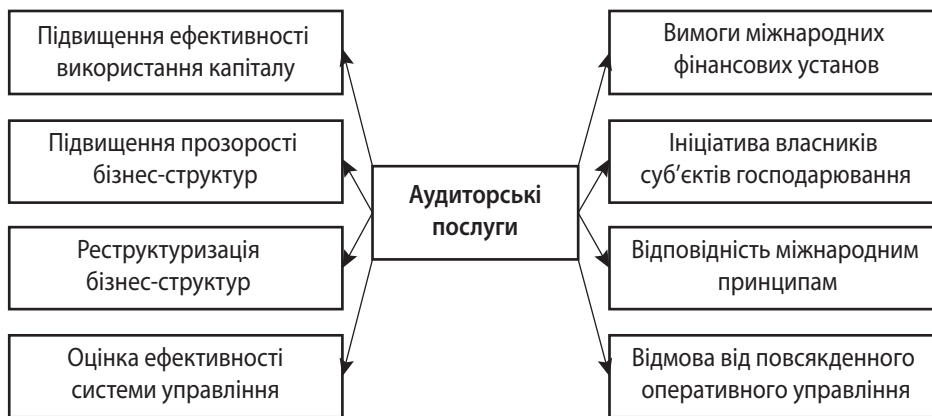 Підвищення ефективності
використання капіталу
Підвищення прозорості
бізнес-структур
Реструктуризація
бізнес-структур
Оцінка ефективності
системи управління
Аудиторські
послуги
Вимоги міжнародних
фінансових установ
Ініціатива власників
суб’єктів господарювання
Відповідність міжнародним
принципам
Відмова від повсякденного
оперативного управління